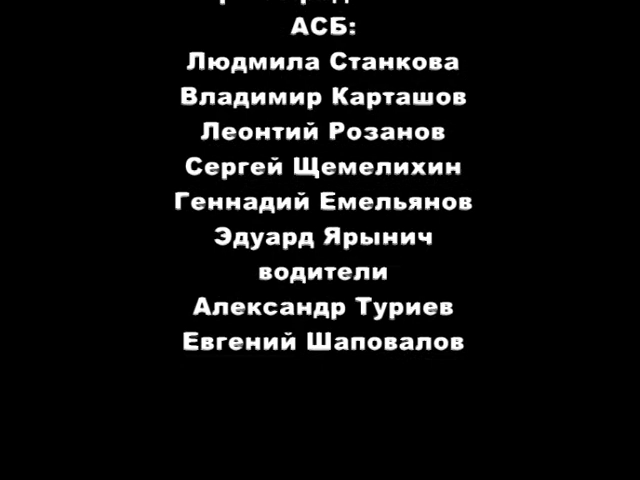 АСБ:
Людмила Станкова
Владимир Карташов
Леонтий Розанов
Сергей Щемелихин
Геннадий Емельянов
Эдуард Ярынич
водители
Александр Туриев
Евгений Шаповалов